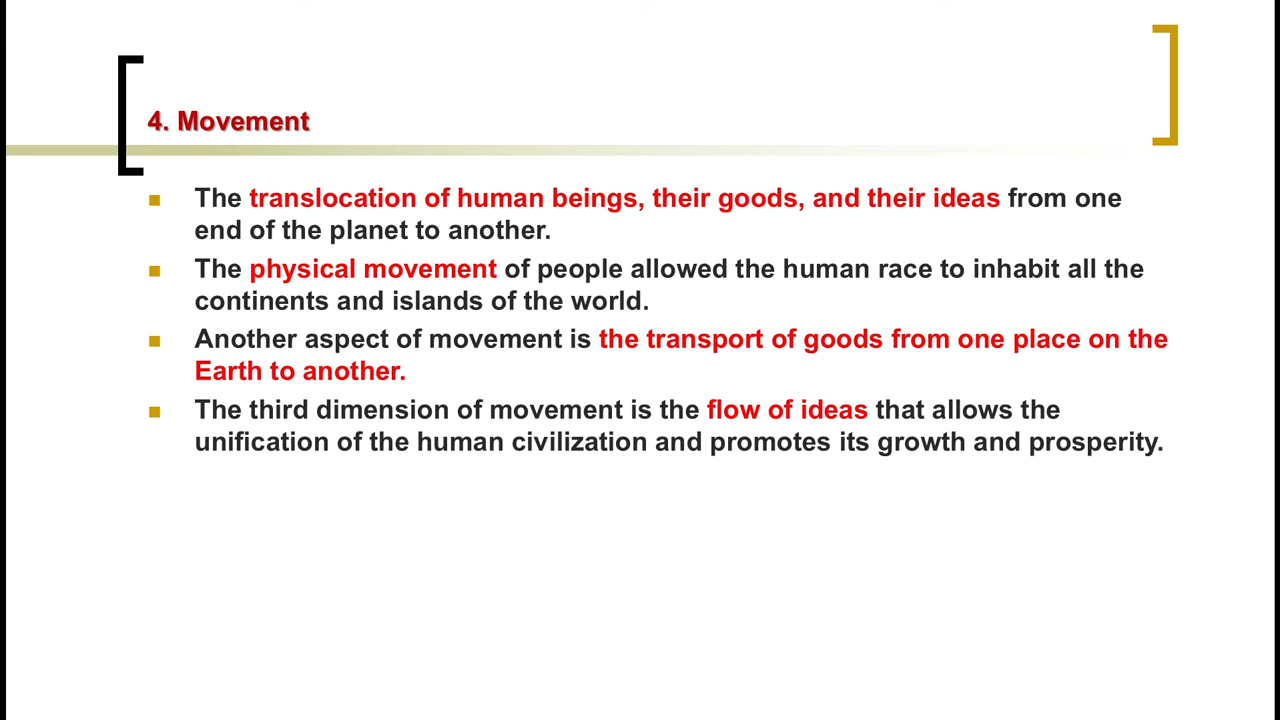 4. Movement
The translocation of human beings, their goods, and their ideas from one
end of the planet to another.
The physical movement of people allowed the human race to inhabit all the
continents and islands of the world.
Another aspect of movement is the transport of goods from one place on the
Earth to another.
The third dimension of movement is the flow of ideas that allows the
unification of the human civilization and promotes its growth and prosperity.